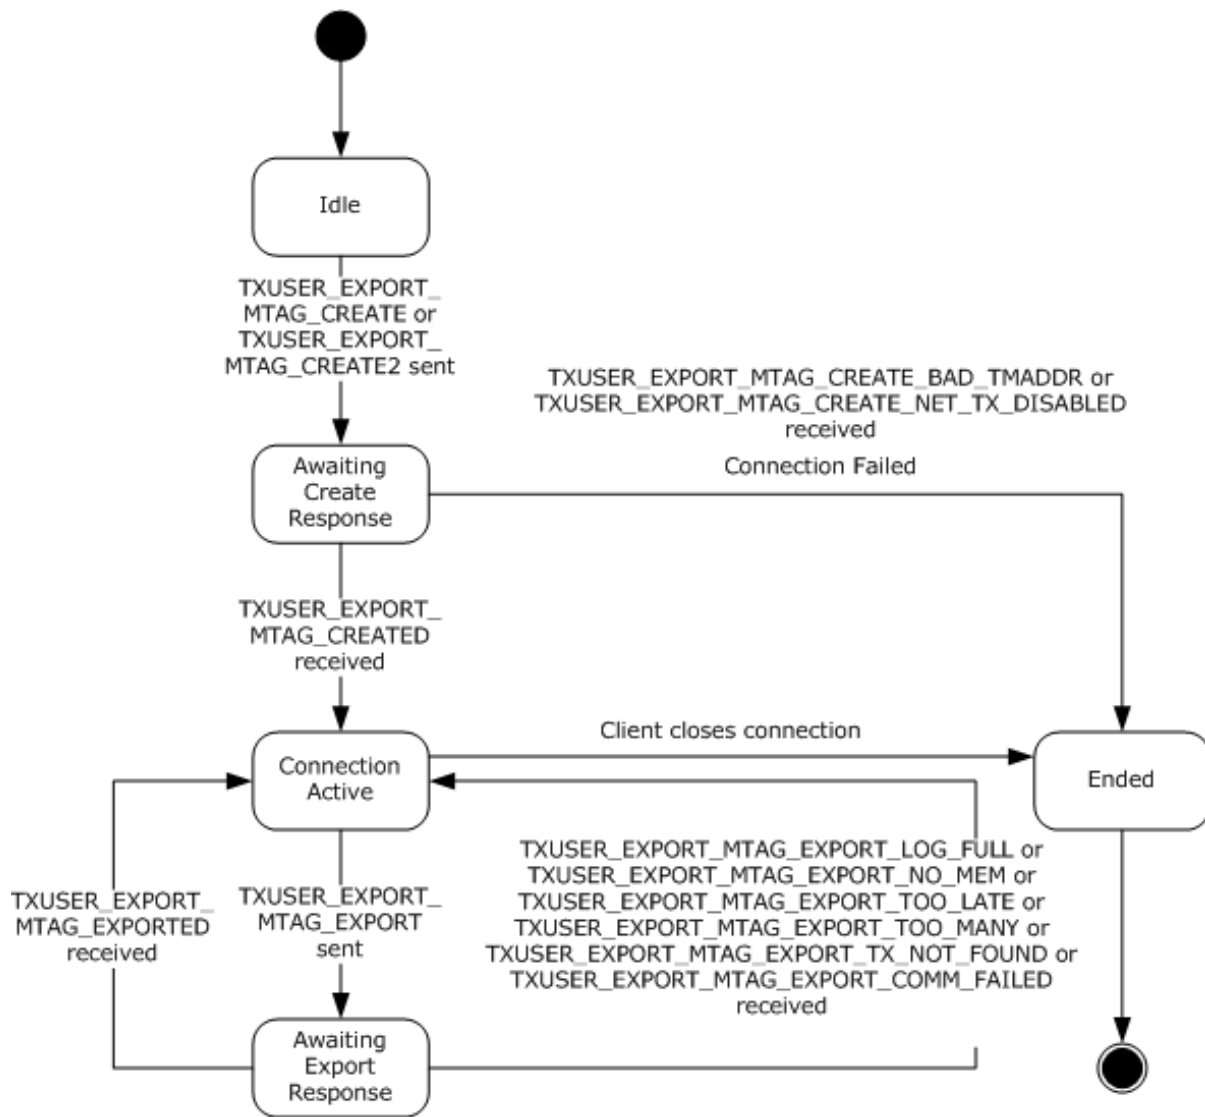 Idle
TXUSER_EXPORT_
MTAG_CREATE or
TXUSER_EXPORT_
MTAG_CREATE2 sent
TXUSER_EXPORT_MTAG_CREATE_BAD_TMADDR or
TXUSER_EXPORT_MTAG_CREATE_NET_TX_DISABLED
received
Connection Failed
Awaiting
Create
Response
TXUSER_EXPORT_
MTAG_CREATED
received
Client closes connection
Connection
Active
Ended
TXUSER_EXPORT_
MTAG_EXPORTED
received
TXUSER_EXPORT_
MTAG_EXPORT
sent
TXUSER_EXPORT_MTAG_EXPORT_LOG_FULL or
TXUSER_EXPORT_MTAG_EXPORT_NO_MEM or
TXUSER_EXPORT_MTAG_EXPORT_TOO_LATE or
TXUSER_EXPORT_MTAG_EXPORT_TOO_MANY or
TXUSER_EXPORT_MTAG_EXPORT_TX_NOT_FOUND or
TXUSER_EXPORT_MTAG_EXPORT_COMM_FAILED
received
Awaiting
Export
Response